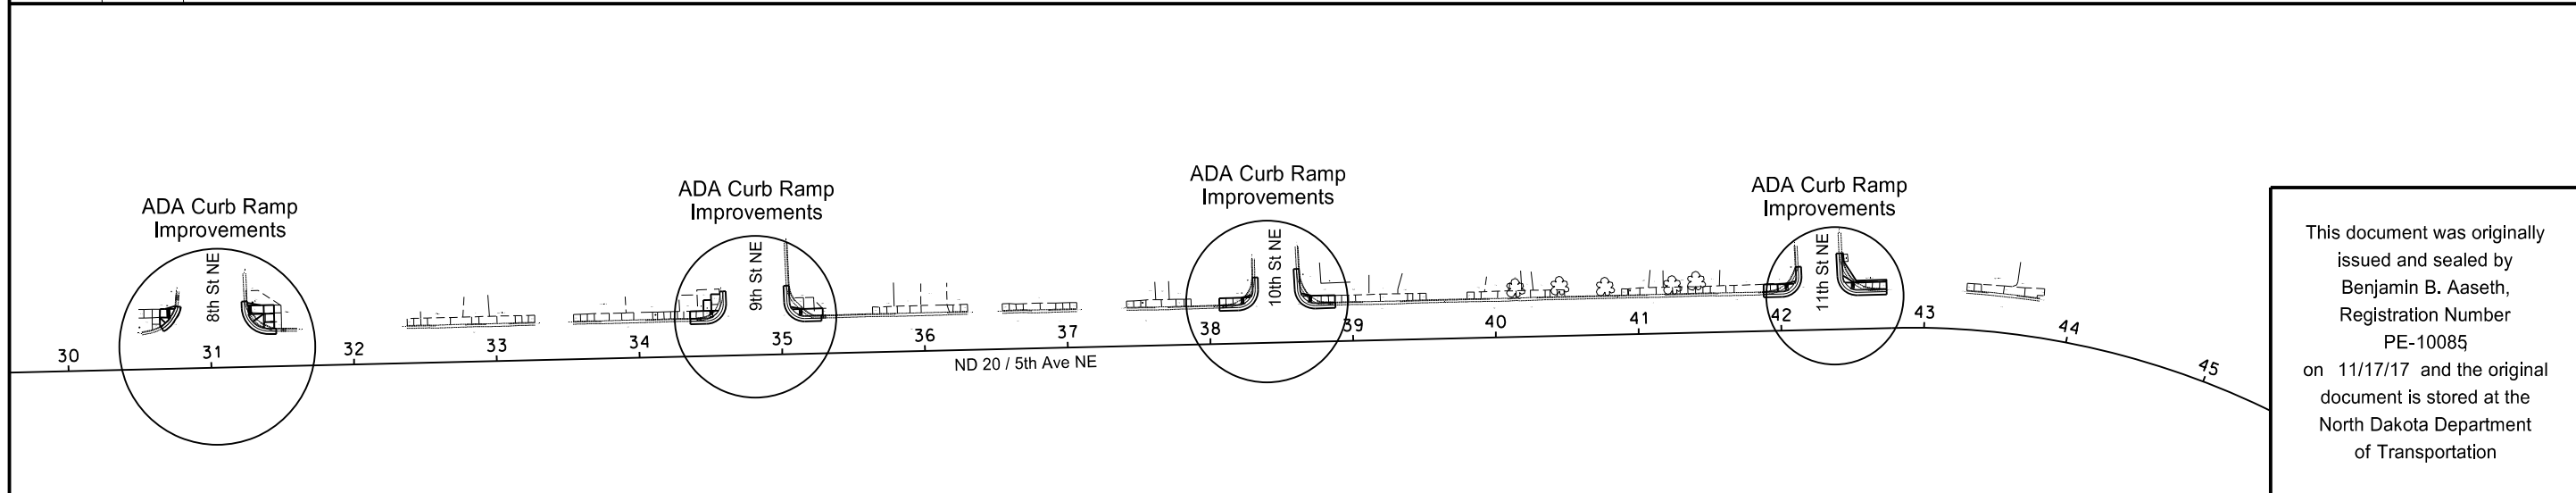 ADA Curb Ramp
Improvements
8th St NE
ADA Curb Ramp
Improvements
9th St NE
ADA Curb Ramp
Improvements
10th St NE
ADA Curb Ramp
Improvements
11th St NE
30
31
32
33
34
35
36
37
38
39
40
41
42
43
44
45
ND 20 / 5th Ave NE
This document was originally
issued and sealed by
Benjamin B. Aaseth,
Registration Number
PE-10085,
on 11/17/17 and the original
document is stored at the
North Dakota Department
of Transportation